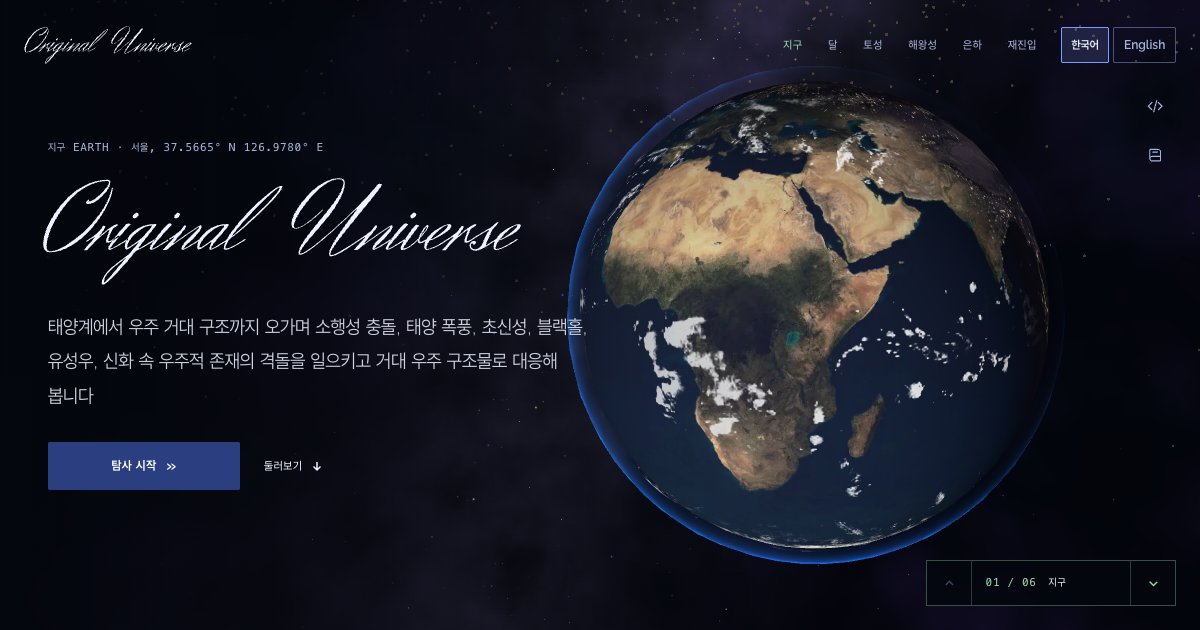 Original Universe
지구
달
토성
해왕성
은하
재진입
한국어
English
지구 EARTH · 서울, 37.5665° N 126.9780° E
Original Universe
태양계에서 우주 거대 구조까지 오가며 소행성 충돌, 태양 폭풍, 초신성, 블랙홀,
유성우, 신화 속 우주적 존재의 격돌을 일으키고 거대 우주 구조물로 대응해
봅니다
탐사 시작 »
둘러보기 ↓
01 / 06 지구